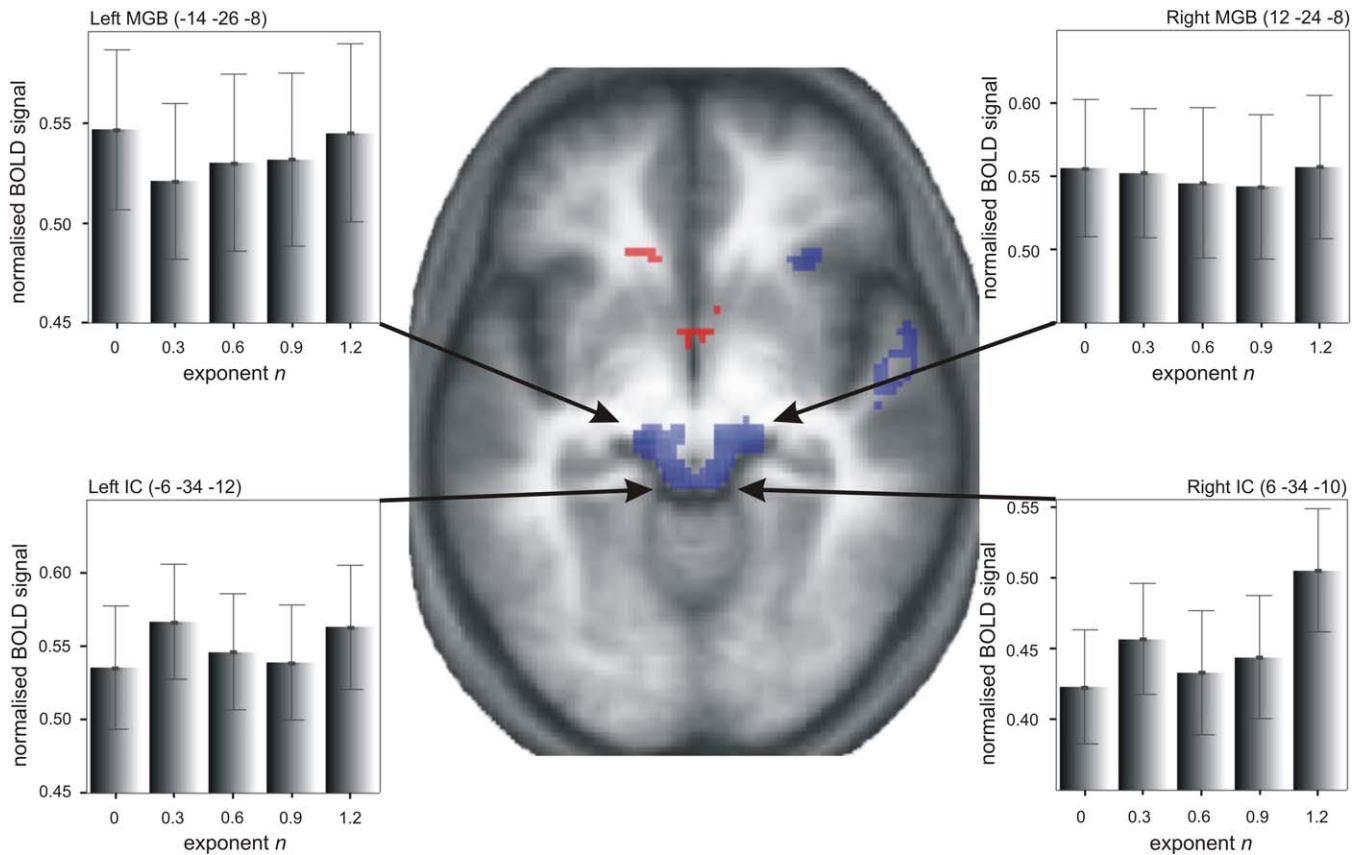 Left MGB (-14 -26 -8)
normalised BOLD signal
0.55
0.50
0.45
0 0.3 0.6 0.9 1.2
exponent n
Right MGB (12 -24 -8)
normalised BOLD signal
0.60
0.55
0.50
0 0.3 0.6 0.9 1.2
exponent n
Left IC (-6 -34 -12)
normalised BOLD signal
0.60
0.55
0.50
0.45
0 0.3 0.6 0.9 1.2
exponent n
Right IC (6 -34 -10)
normalised BOLD signal
0.55
0.50
0.45
0.40
0 0.3 0.6 0.9 1.2
exponent n